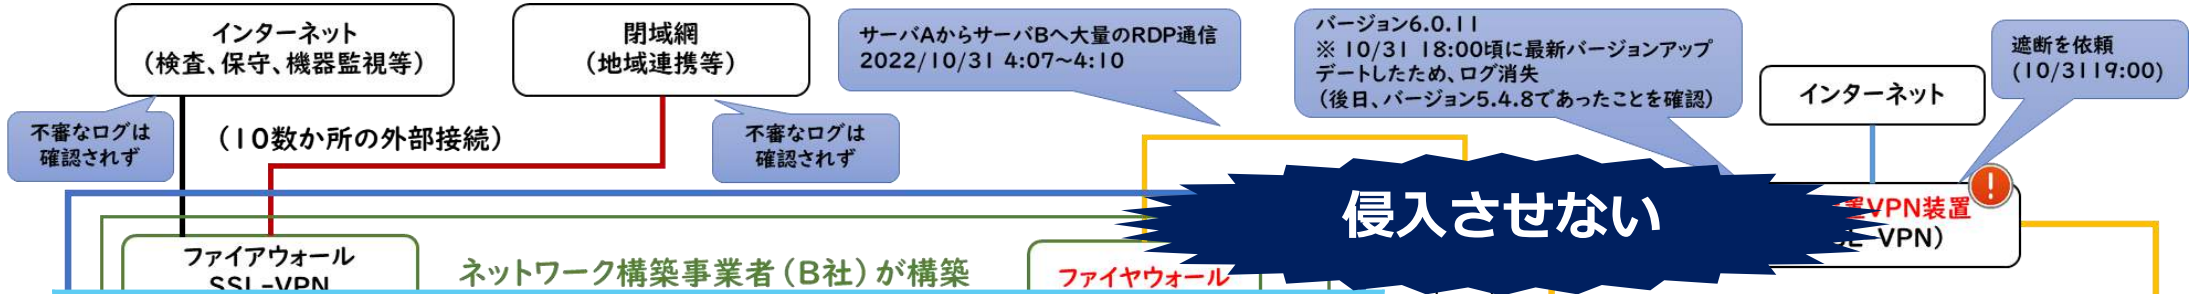 インターネット
（検査、保守、機器監視等）
閉域網
（地域連携等）
サーバAからサーバBへ大量のRDP通信
2022/10/31 4:07～4:10
バージョン6.0.11
※ 10/31 18:00頃に最新バージョンアップ
デートしたため、ログ消失
（後日、バージョン5.4.8であったことを確認）
遮断を依頼
(10/3119:00)
インターネット
不審なログは
確認されず
（10数か所の外部接続）
不審なログは
確認されず
侵入させない
VPN装置
VPN）
ファイアウォール
SSL-VPN
ネットワーク構築事業者（B社）が構築
ファイヤウォール